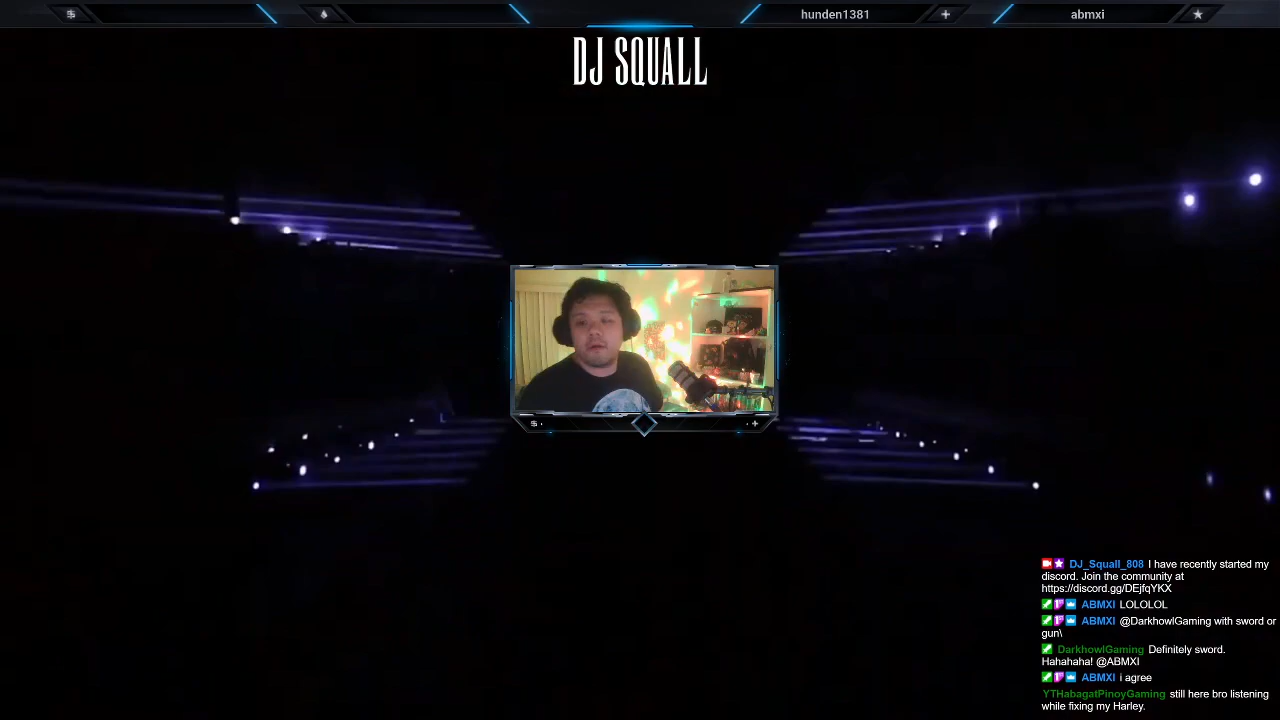 hunden1381
abmxi
DJ SQUALL
DJ_Squall_808 I have recently started my
discord. Join the community at
https://discord.gg/DEjfqYKX
ABMXI LOLOLOL
ABMXI @DarkhowlGaming with sword or
gun\
DarkhowlGaming Definitely sword.
Hahahaha! @ABMXI
ABMXI i agree
YTHabagatPinoyGaming still here bro listening
while fixing my Harley.